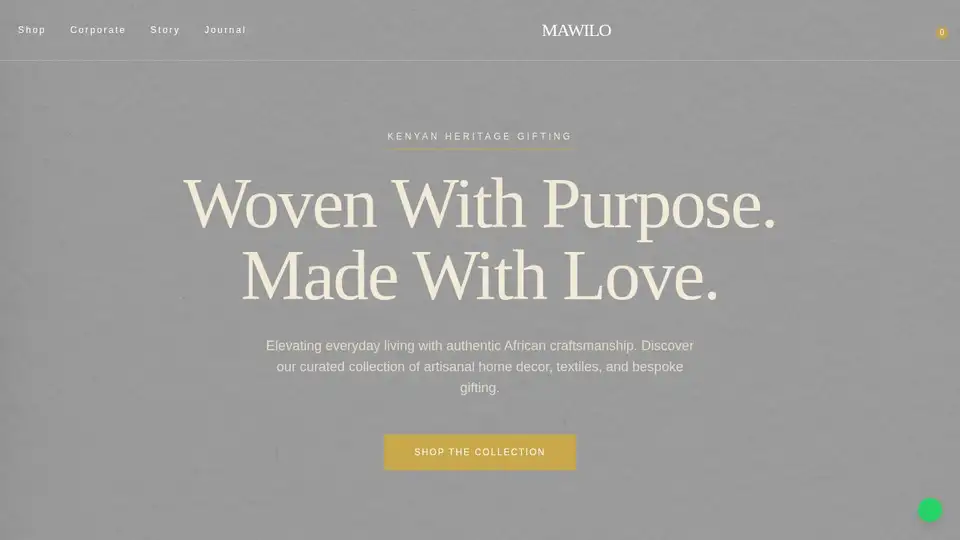 Shop Corporate Story Journal MAWILO 0
KENYAN HERITAGE GIFTING
Woven With Purpose.
Made With Love.
Elevating everyday living with authentic African craftsmanship. Discover
our curated collection of artisanal home decor, textiles, and bespoke
gifting.
SHOP THE COLLECTION